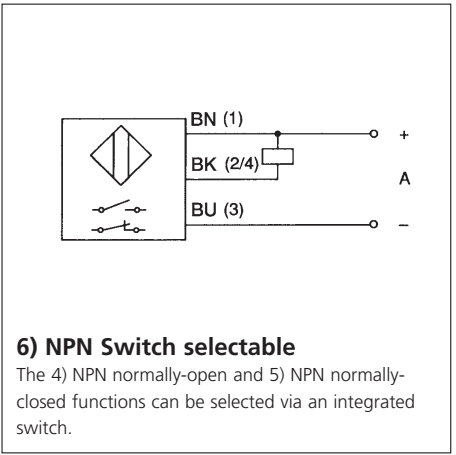 BN (1)
+
BK (2/4)
A
BU (3)
–
6) NPN Switch selectable
The 4) NPN normally-open and 5) NPN normally-
closed functions can be selected via an integrated
switch.